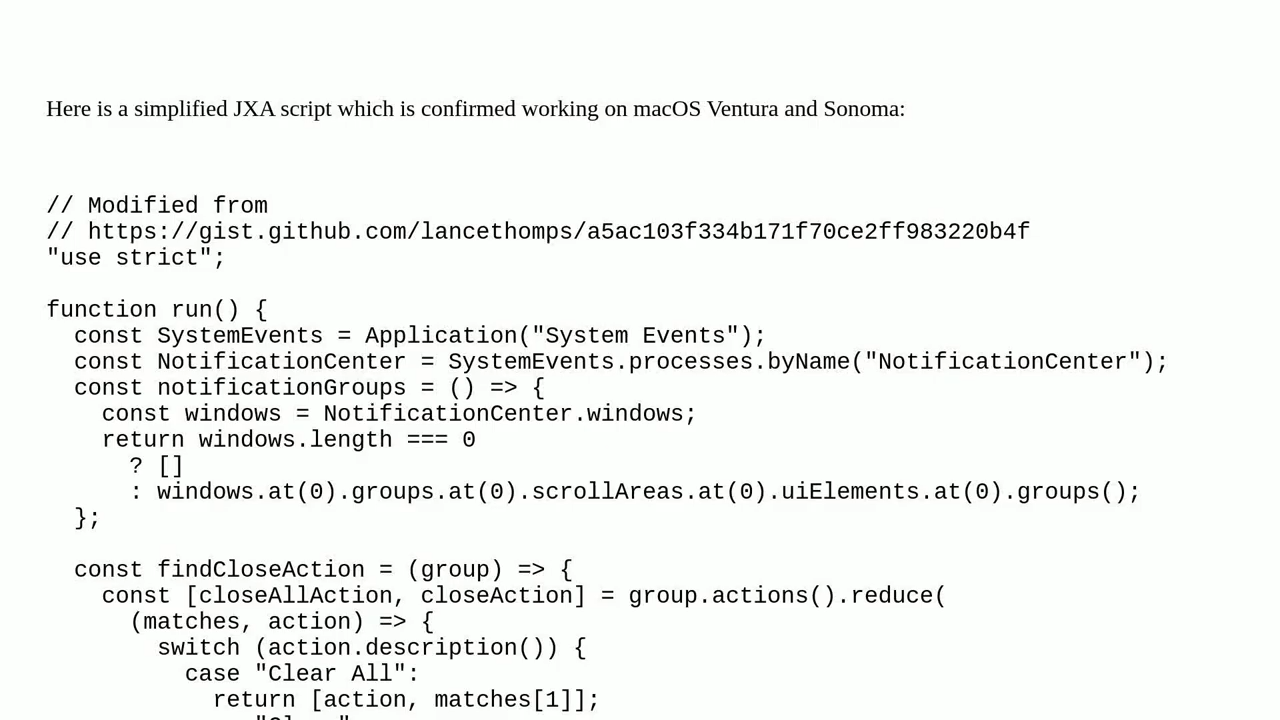 Here is a simplified JXA script which is confirmed working on macOS Ventura and Sonoma:
// Modified from
// https://gist.github.com/lancethomps/a5ac103f334b171f70ce2ff983220b4f
"use strict";
function run() {
  const SystemEvents = Application("System Events");
  const NotificationCenter = SystemEvents.processes.byName("NotificationCenter");
  const notificationGroups = () => {
    const windows = NotificationCenter.windows;
    return windows.length === 0
      ? []
      : windows.at(0).groups.at(0).scrollAreas.at(0).uiElements.at(0).groups();
  };
  const findCloseAction = (group) => {
    const [closeAllAction, closeAction] = group.actions().reduce(
      (matches, action) => {
        switch (action.description()) {
          case "Clear All":
            return [action, matches[1]];